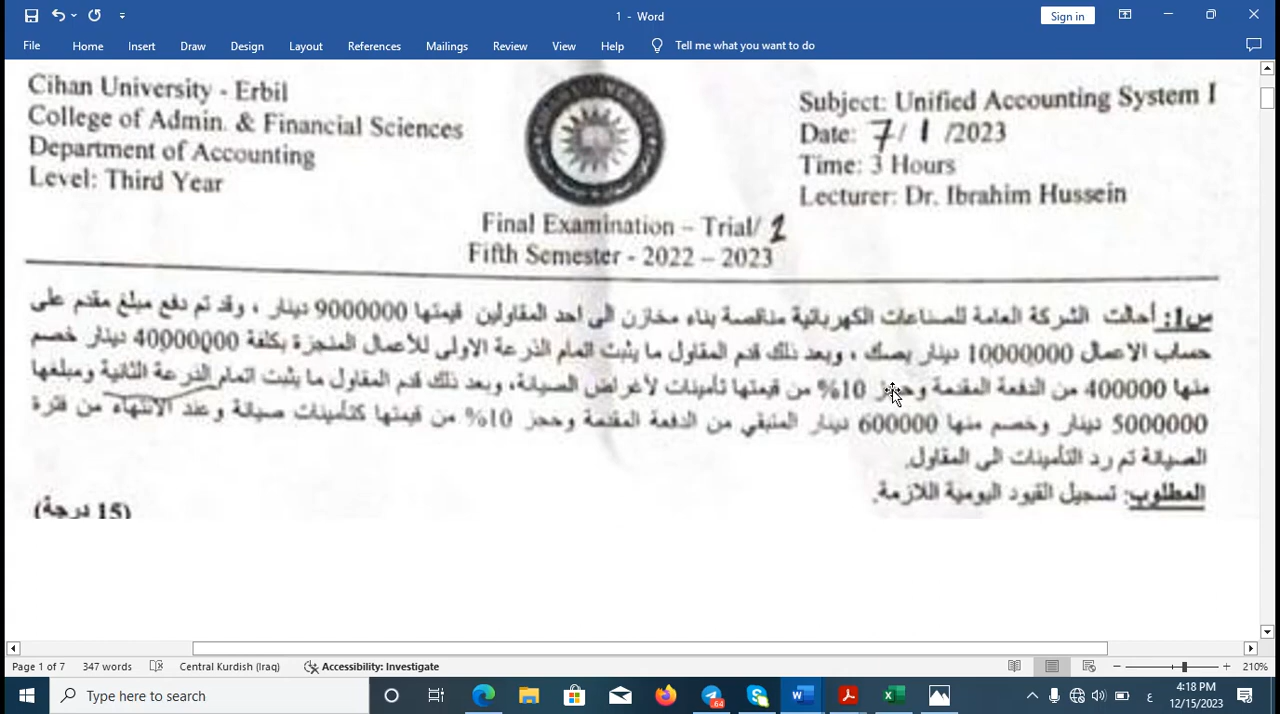 1 - Word
Sign in
File Home Insert Draw Design Layout References Mailings Review View Help Tell me what you want to do
Cihan University - Erbil
College of Admin. & Financial Sciences
Department of Accounting
Level: Third Year
Subject: Unified Accounting System I
Date: 7/ 1 /2023
Time: 3 Hours
Lecturer: Dr. Ibrahim Hussein
Final Examination – Trial/ 1
Fifth Semester - 2022 – 2023
س1: أحالت الشركة العامة للصناعات الكهربائية مناقصة بناء مخازن الى احد المقاولين قيمتها 9000000 دينار ، وقد تم دفع مبلغ مقدم على
حساب الاعمال 10000000 دينار بصك ، وبعد ذلك قدم المقاول ما يثبت اتمام الذرعة الاولى للأعمال المنجزة بكلفة 40000000 دينار خصم
منها 400000 من الدفعة المقدمة وحجز 10% من قيمتها تأمينات لأغراض الصيانة، وبعد ذلك قدم المقاول ما يثبت اتمام الذرعة الثانية ومبلغها
5000000 دينار وخصم منها 600000 دينار المتبقي من الدفعة المقدمة وحجز 10% من قيمتها كتأمينات صيانة وعند الانتهاء من فترة
الصيانة تم رد التأمينات الى المقاول.
المطلوب: تسجيل القيود اليومية اللازمة.
(15 درجة)
Page 1 of 7 347 words Central Kurdish (Iraq) Accessibility: Investigate 210%
Type here to search
64
ع
4:18 PM
12/15/2023